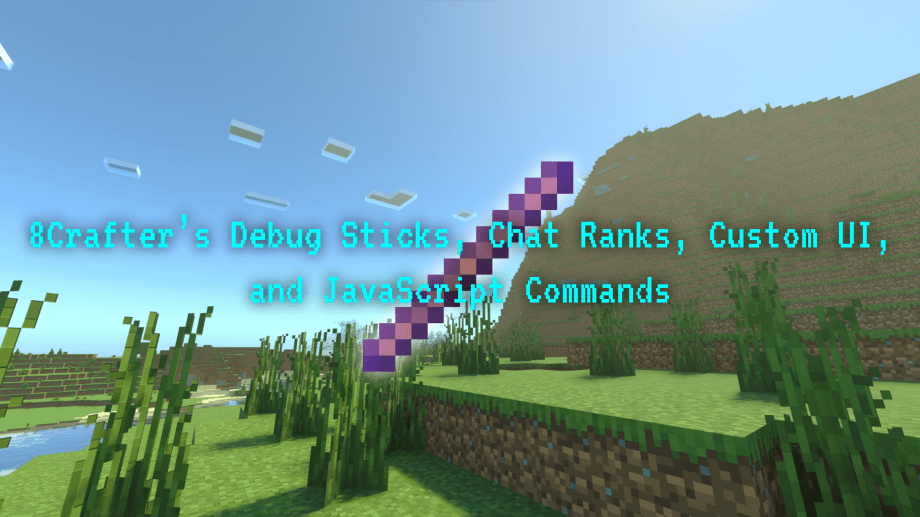 8Crafter's Debug Sticks, Chat Ranks, Custom UI,
and JavaScript Commands